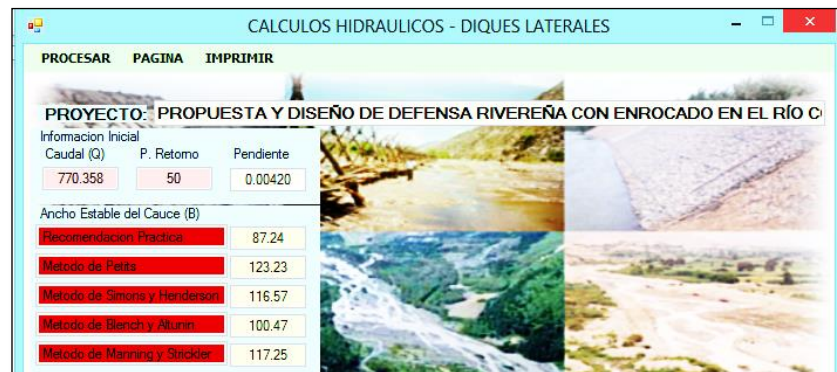 CALCULOS HIDRAULICOS - DIQUES LATERALES
PROCESAR PAGINA IMPRIMIR
PROYECTO: PROPUESTA Y DISEÑO DE DEFENSA RIVEREÑA CON ENROCADO EN EL RÍO
Informacion Inicial
Caudal (Q) P. Retorno Pendiente
770.358 50 0.00420
Ancho Estable del Cauce (B)
Recomendacion Practica 87.24
Metodo de Petits 123.23
Metodo de Simons y Henderson 116.57
Metodo de Blench y Altunin 100.47
Metodo de Manning y Strickler 117.25